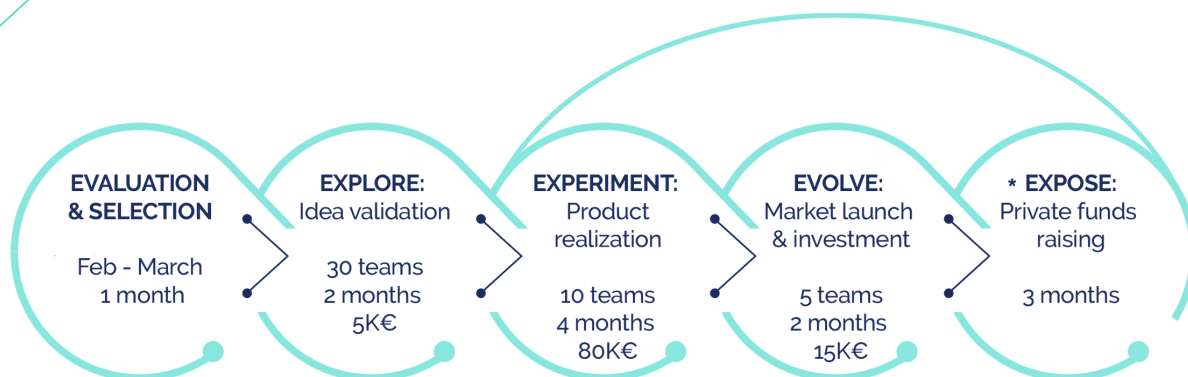 EVALUATION
& SELECTION
Feb - March
1 month
EXPLORE:
Idea validation
30 teams
2 months
5K€
EXPERIMENT:
Product
realization
10 teams
4 months
80K€
EVOLVE:
Market launch
& investment
5 teams
2 months
15K€
* EXPOSE:
Private funds
raising
3 months